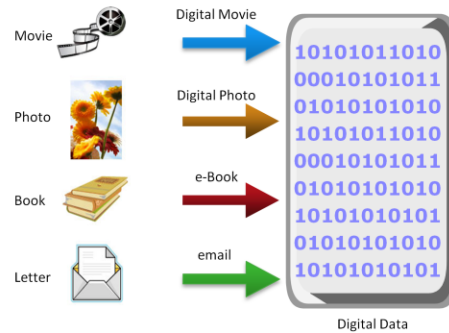 Movie
Digital Movie
Photo
Digital Photo
Book
e-Book
Letter
email
10101011010
00010101011
01010101010
10101011010
00010101011
01010101010
10101010101
01010101010
10101010101
Digital Data